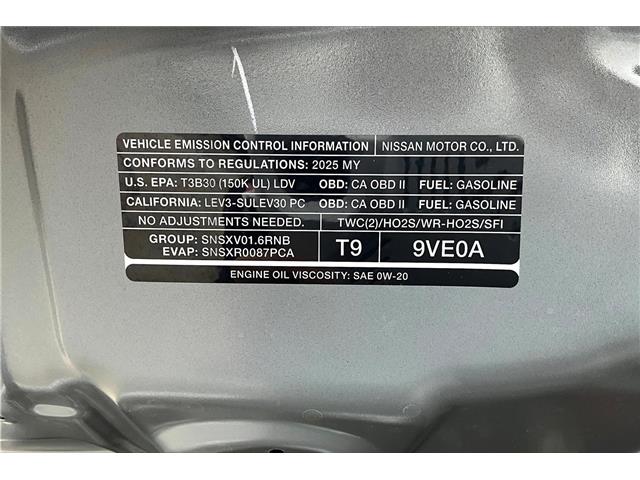 VEHICLE EMISSION CONTROL INFORMATION NISSAN MOTOR CO., LTD.
CONFORMS TO REGULATIONS: 2025 MY
U.S. EPA: T3B30 (150K UL) LDV OBD: CA OBD II FUEL: GASOLINE
CALIFORNIA: LEV3-SULEV30 PC OBD: CA OBD II FUEL: GASOLINE
NO ADJUSTMENTS NEEDED. TWC(2)/HO2S/WR-HO2S/SFI
GROUP: SNSXV01.6RNB
EVAP: SNSXR0087PCA
T9 9VE0A
ENGINE OIL VISCOSITY: SAE 0W-20